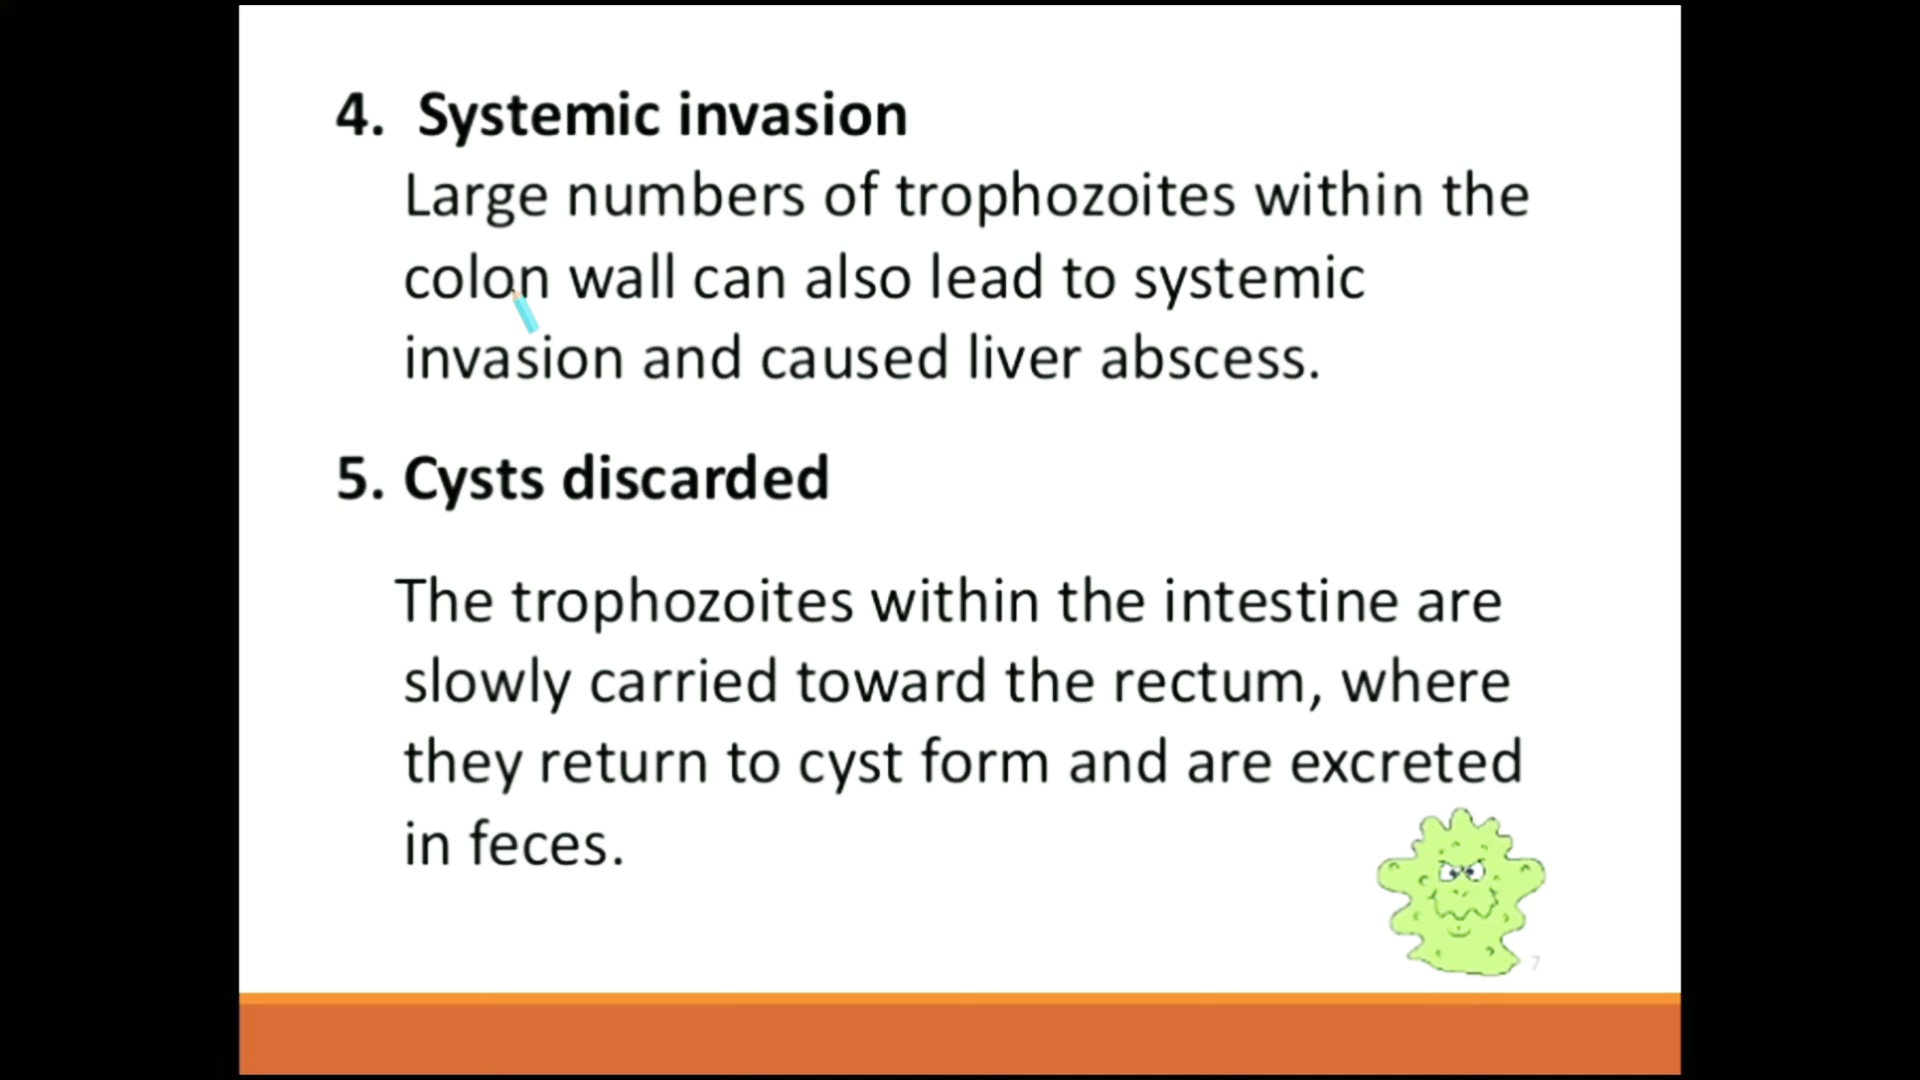 4. Systemic invasion
Large numbers of trophozoites within the
colon wall can also lead to systemic
invasion and caused liver abscess.
5. Cysts discarded
The trophozoites within the intestine are
slowly carried toward the rectum, where
they return to cyst form and are excreted
in feces.
7